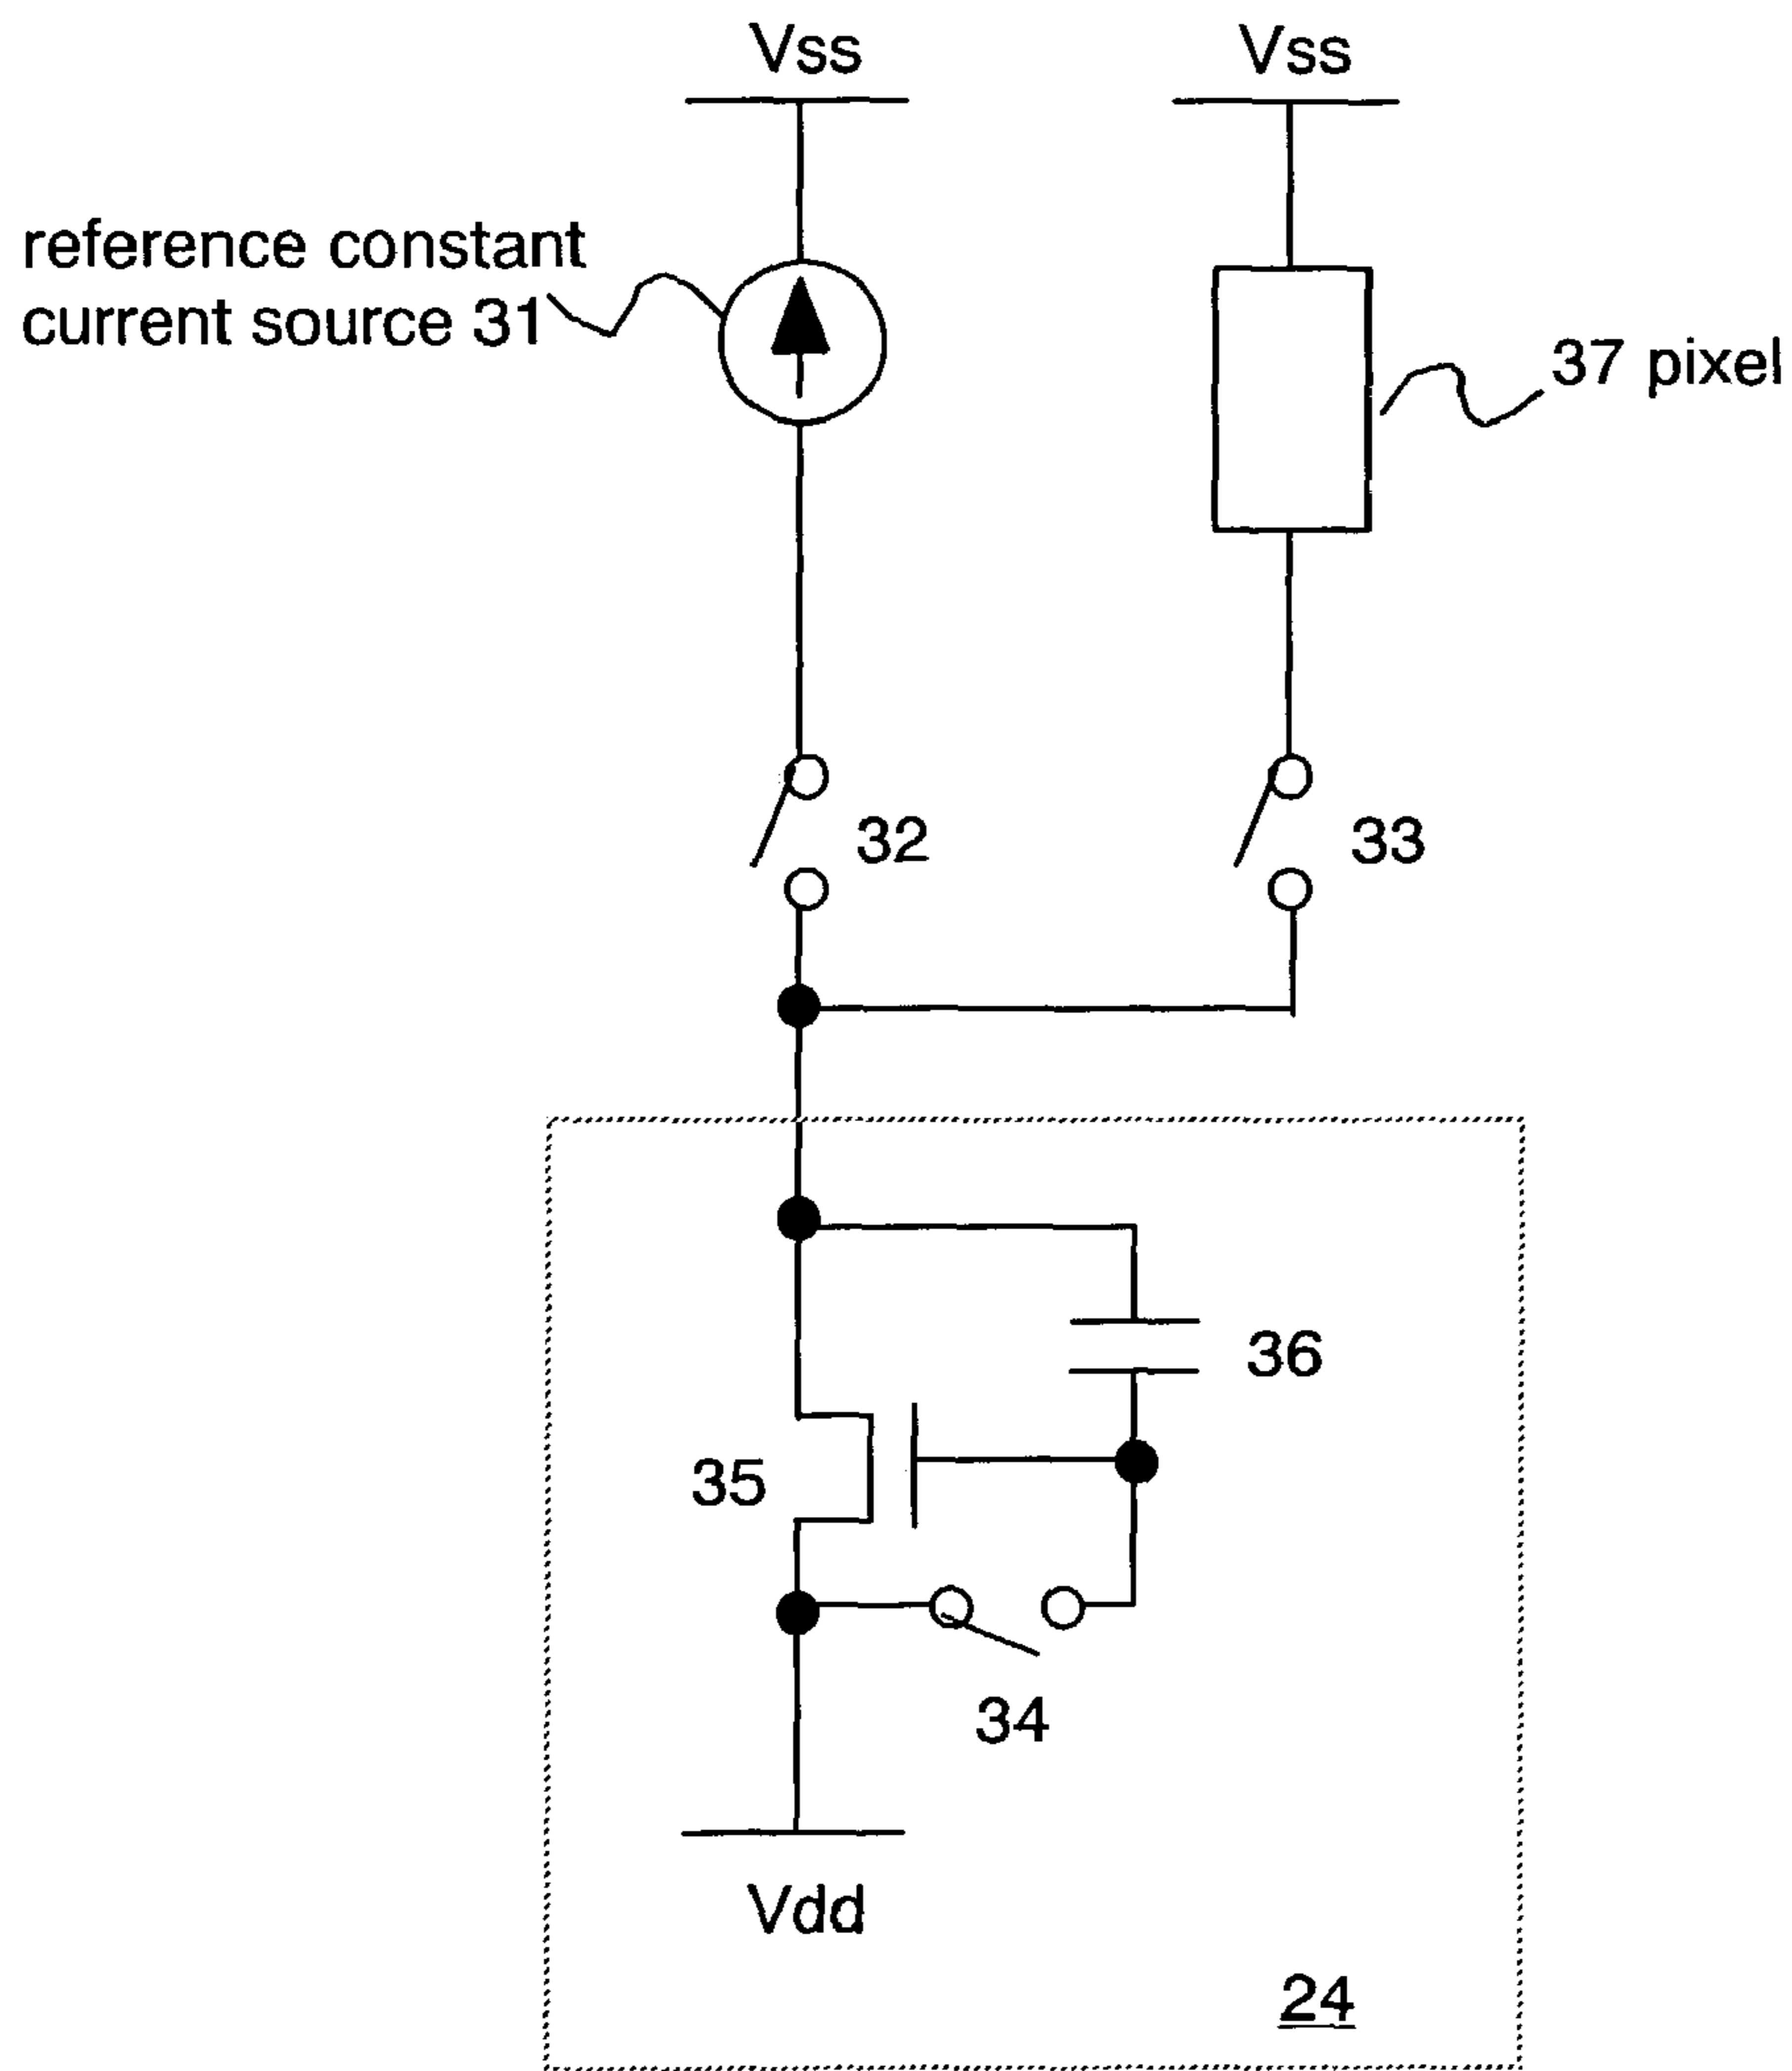 Vss
Vss
reference constant
current source 31
37 pixel
32
33
36
35
34
Vdd
24